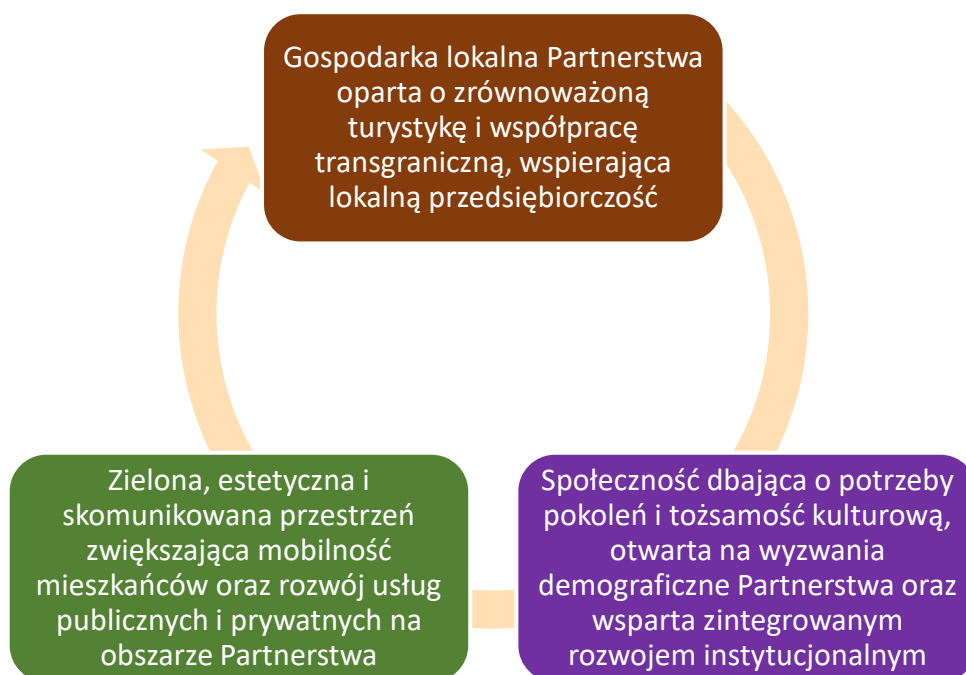 Gospodarka lokalna Partnerstwa
oparta o zrównoważoną
turystykę i współpracę
transgraniczną, wspierająca
lokalną przedsiębiorczość
Zielona, estetyczna i
skomunikowana przestrzeń
zwiększająca mobilność
mieszkańców oraz rozwój usług
publicznych i prywatnych na
obszarze Partnerstwa
Społeczność dbająca o potrzeby
pokoleń i tożsamość kulturową,
otwarta na wyzwania
demograficzne Partnerstwa oraz
wsparta zintegrowanym
rozwojem instytucjonalnym